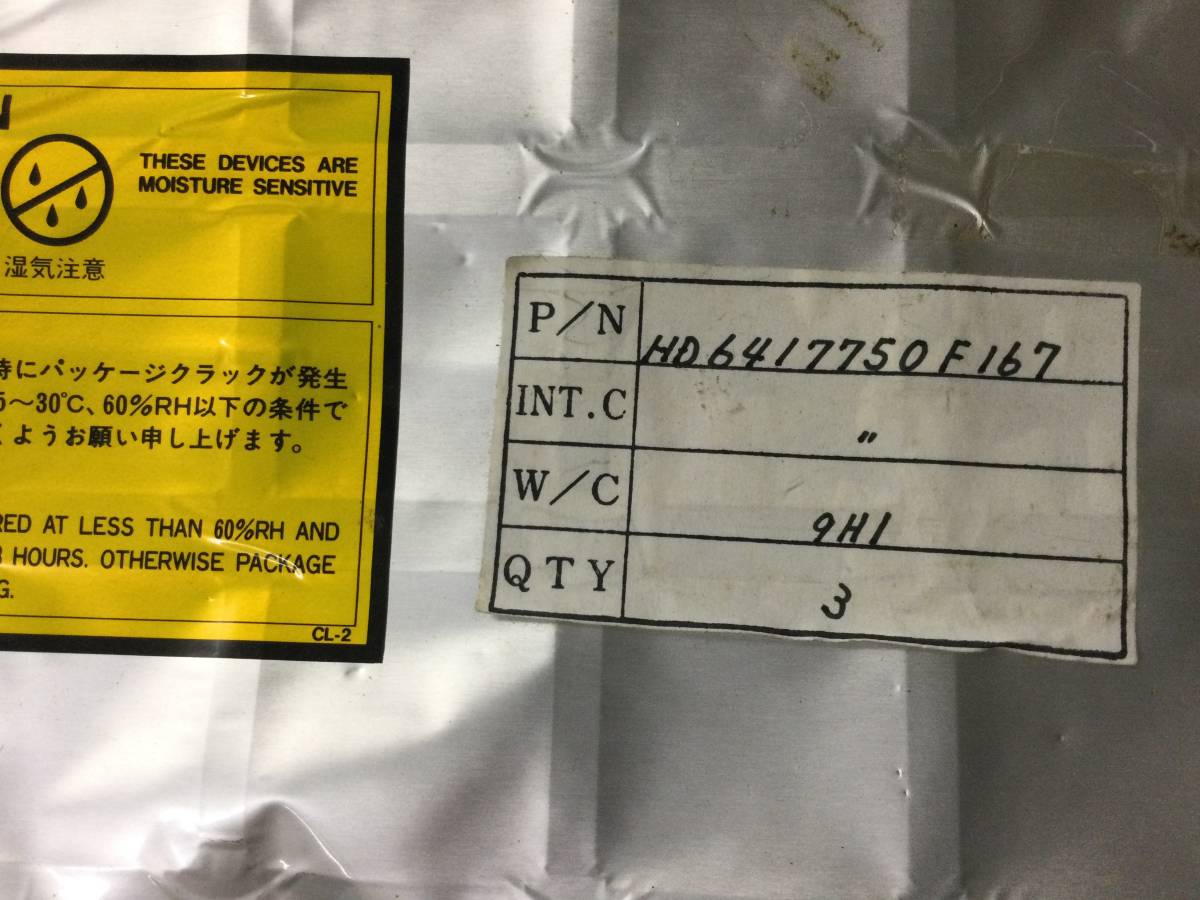 THESE DEVICES ARE
MOISTURE SENSITIVE
湿気注意
時にパッケージクラックが発生
5～30℃、60%RH以下の条件で
くようお願い申し上げます。
RED AT LESS THAN 60%RH AND
8 HOURS. OTHERWISE PACKAGE
G.
CL-2
P/N HD6417750F167
INT.C 〃
W/C 9H1
QTY 3